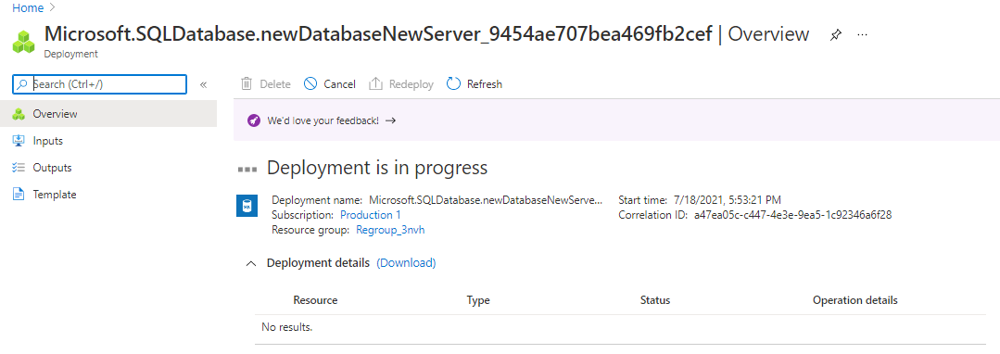 Home >
Microsoft.SQLDatabase.newDatabaseNewServer_9454ae707bea469fb2cef | Overview
Deployment
Search (Ctrl+/)
«
Delete
Cancel
Redeploy
Refresh
Overview
Inputs
Outputs
Template
We'd love your feedback! →
Deployment is in progress
Deployment name: Microsoft.SQLDatabase.newDatabaseNewServe...
Start time: 7/18/2021, 5:53:21 PM
Subscription: Production 1
Correlation ID: a47ea05c-c447-4e3e-9ea5-1c92346a6f28
Resource group: Regroup_3nvh
Deployment details (Download)
Resource Type Status Operation details
No results.